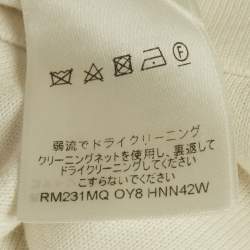 弱流でドライクリーニング
クリーニングネットを使用し、裏返して
ドライクリーニングしてください
こすらないでください
RM231MQ OY8 HNN42W